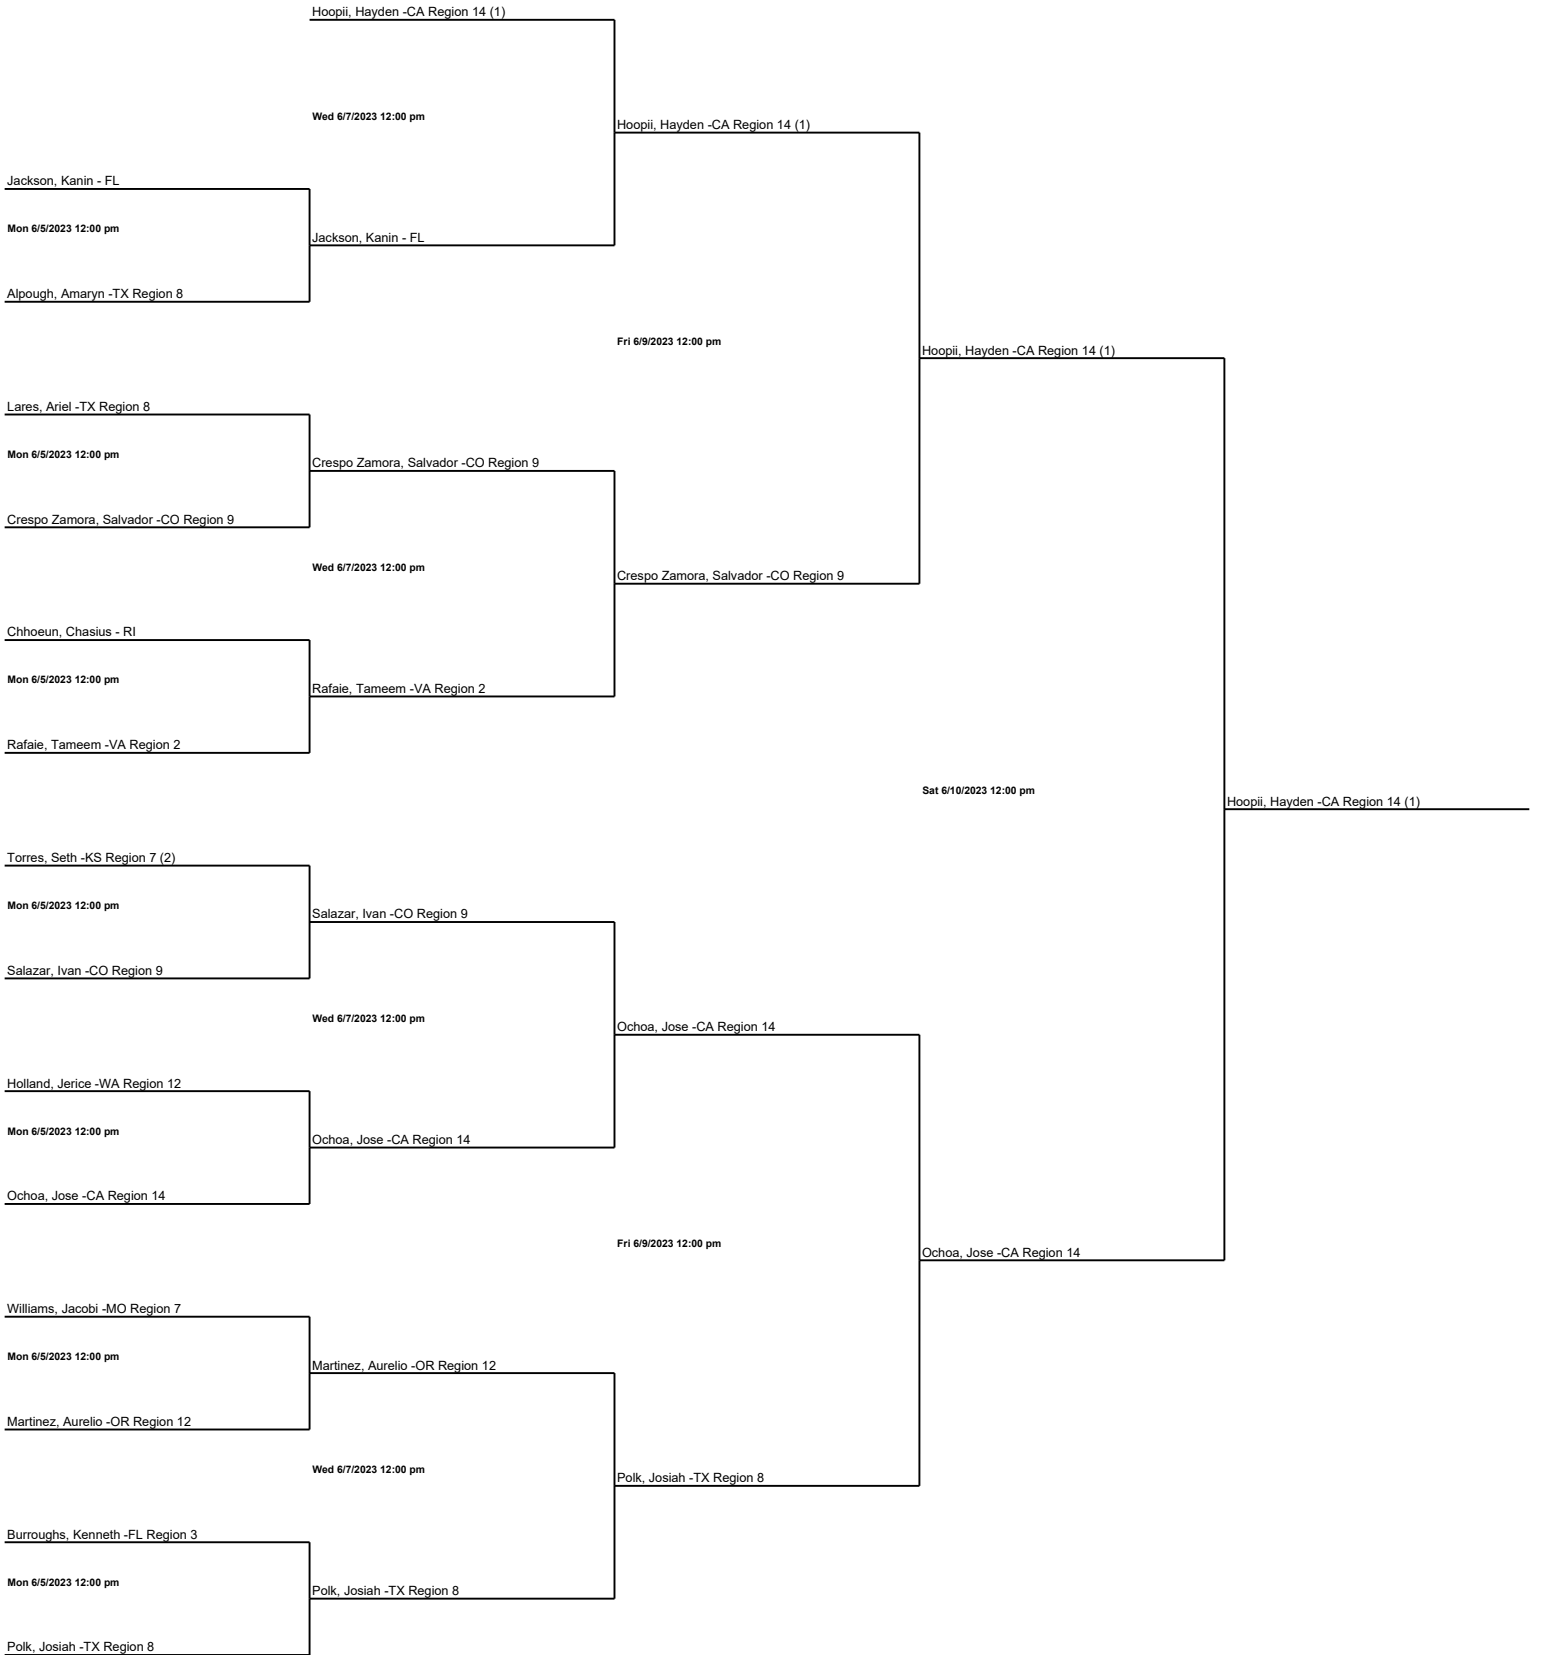 Hoopii, Hayden -CA Region 14 (1)
Wed 6/7/2023 12:00 pm
Hoopii, Hayden -CA Region 14 (1)
Jackson, Kanin - FL
Mon 6/5/2023 12:00 pm
Jackson, Kanin - FL
Alpough, Amaryn -TX Region 8
Fri 6/9/2023 12:00 pm
Hoopii, Hayden -CA Region 14 (1)
Lares, Ariel -TX Region 8
Mon 6/5/2023 12:00 pm
Crespo Zamora, Salvador -CO Region 9
Crespo Zamora, Salvador -CO Region 9
Wed 6/7/2023 12:00 pm
Crespo Zamora, Salvador -CO Region 9
Chhoeun, Chasius - RI
Mon 6/5/2023 12:00 pm
Rafaie, Tameem -VA Region 2
Rafaie, Tameem -VA Region 2
Sat 6/10/2023 12:00 pm
Hoopii, Hayden -CA Region 14 (1)
Torres, Seth -KS Region 7 (2)
Mon 6/5/2023 12:00 pm
Salazar, Ivan -CO Region 9
Salazar, Ivan -CO Region 9
Wed 6/7/2023 12:00 pm
Ochoa, Jose -CA Region 14
Holland, Jerice -WA Region 12
Mon 6/5/2023 12:00 pm
Ochoa, Jose -CA Region 14
Ochoa, Jose -CA Region 14
Fri 6/9/2023 12:00 pm
Ochoa, Jose -CA Region 14
Williams, Jacobi -MO Region 7
Mon 6/5/2023 12:00 pm
Martinez, Aurelio -OR Region 12
Martinez, Aurelio -OR Region 12
Wed 6/7/2023 12:00 pm
Polk, Josiah -TX Region 8
Burroughs, Kenneth -FL Region 3
Mon 6/5/2023 12:00 pm
Polk, Josiah -TX Region 8
Polk, Josiah -TX Region 8